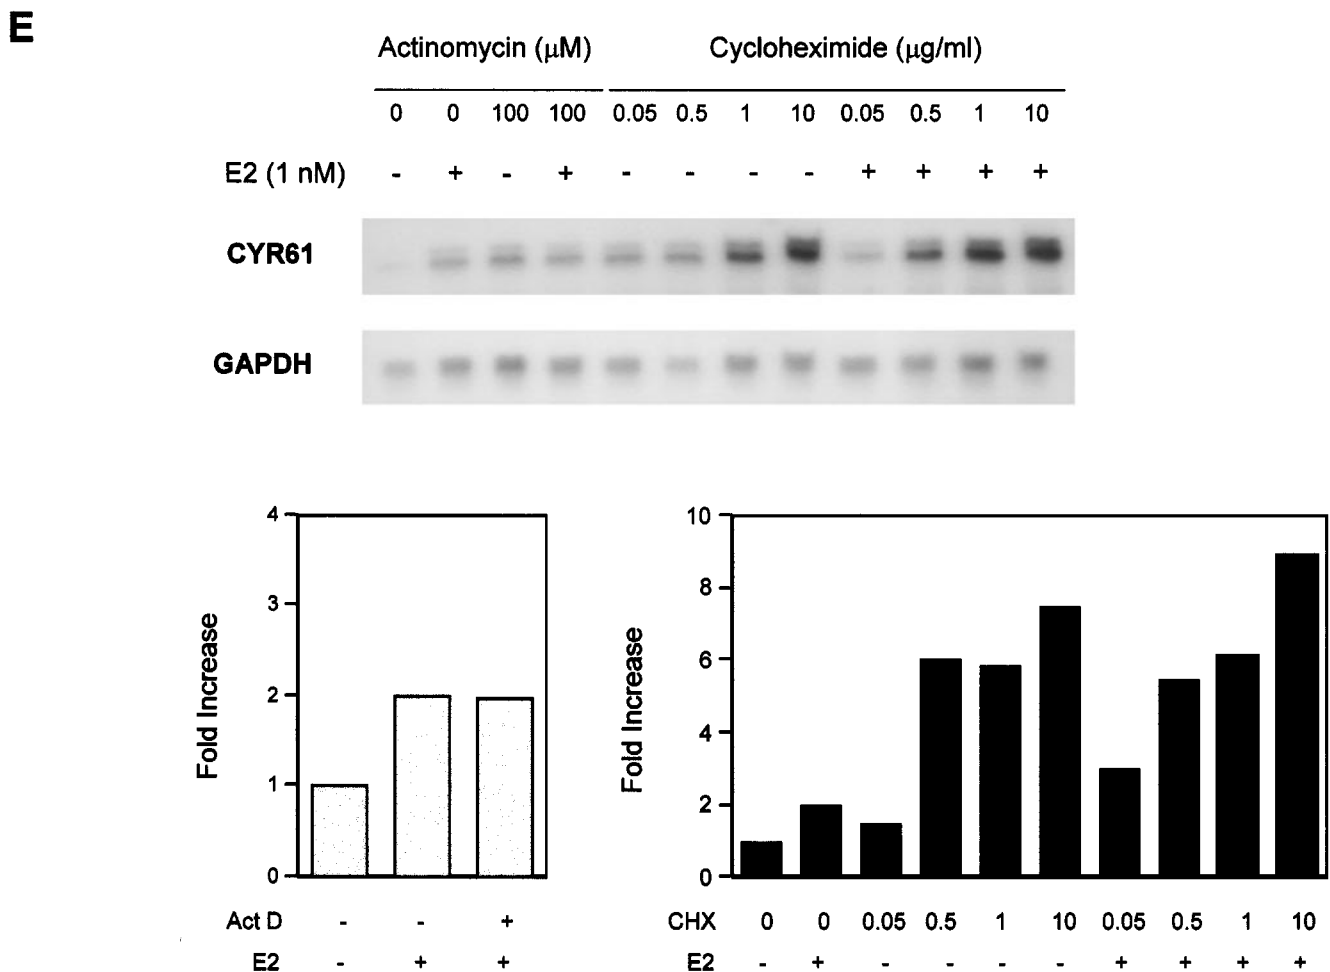 E
Actinomycin (μM) Cycloheximide (μg/ml)
0 0 100 100 0.05 0.5 1 10 0.05 0.5 1 10
E2 (1 nM) - + - + - - - - + + + +
CYR61
GAPDH
4
3
2
1
0
Fold Increase
Act D - - +
E2 - + +
10
8
6
4
2
0
Fold Increase
CHX 0 0 0.05 0.5 1 10 0.05 0.5 1 10
E2 - + - - - - + + + +